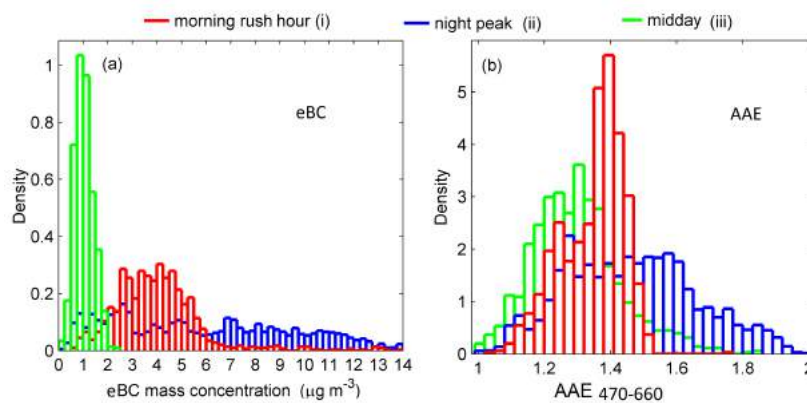 morning rush hour (i) night peak (ii) midday (iii)
(a)
eBC
Density
1
0.8
0.6
0.4
0.2
0
0 1 2 3 4 5 6 7 8 9 10 11 12 13 14
eBC mass concentration (μg m⁻³)
(b)
AAE
Density
5
4
3
2
1
0
1 1.2 1.4 1.6 1.8 2
AAE 470-660